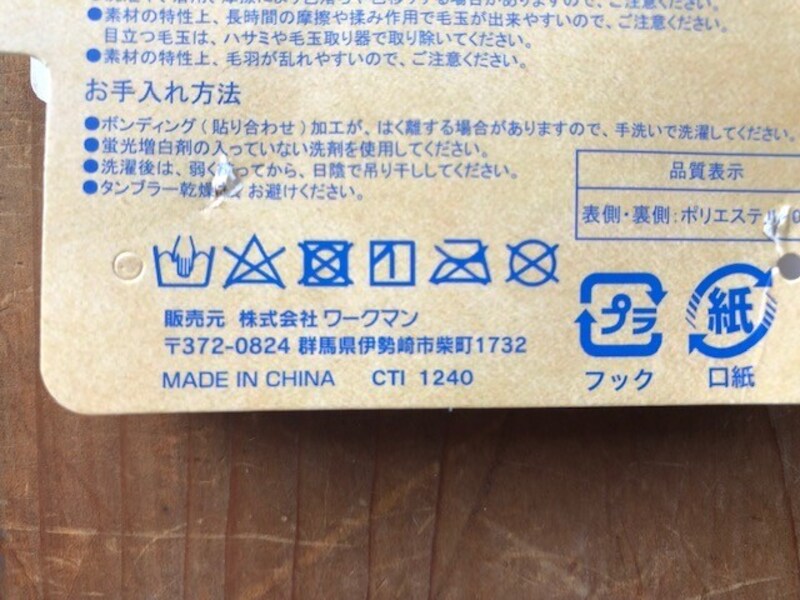 ●素材の特性上、長時間の摩擦や揉み作用で毛玉が出来やすいので、ご注意ください。
目立つ毛玉は、ハサミや毛玉取り器で取り除いてください。
●素材の特性上、毛羽が乱れやすいので、ご注意ください。
お手入れ方法
●ボンディング(貼り合わせ)加工が、はく離する場合がありますので、手洗いで洗濯してください。
●蛍光増白剤の入っていない洗剤を使用してください。
●洗濯後は、弱く ってから、日陰で吊り干ししてください。
●タンブラー乾燥 お避けください。
品質表示
表側・裏側:ポリエステル
販売元 株式会社ワークマン
〒372-0824 群馬県伊勢崎市柴町1732
MADE IN CHINA CTI 1240
プラ
フック
紙
口紙